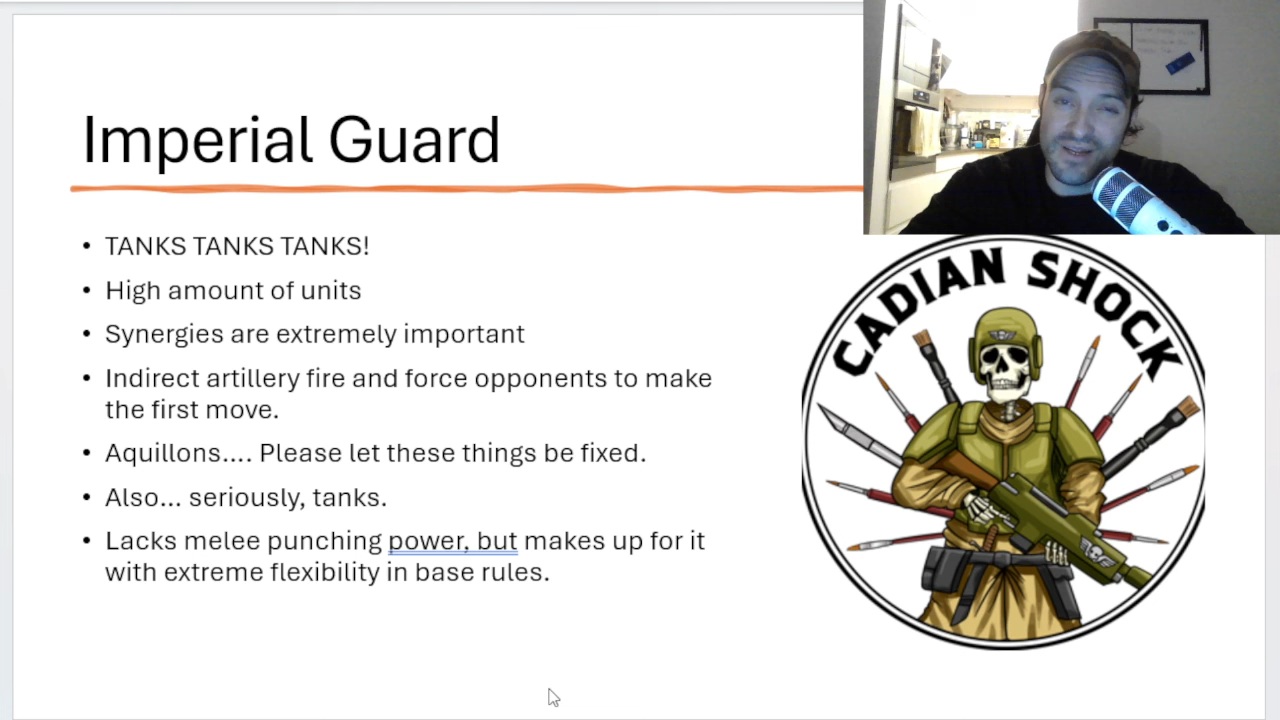 Imperial Guard
• TANKS TANKS TANKS!
• High amount of units
• Synergies are extremely important
• Indirect artillery fire and force opponents to make
the first move.
• Aquillons.... Please let these things be fixed.
• Also... seriously, tanks.
• Lacks melee punching power, but makes up for it
with extreme flexibility in base rules.
CADIAN SHOCK